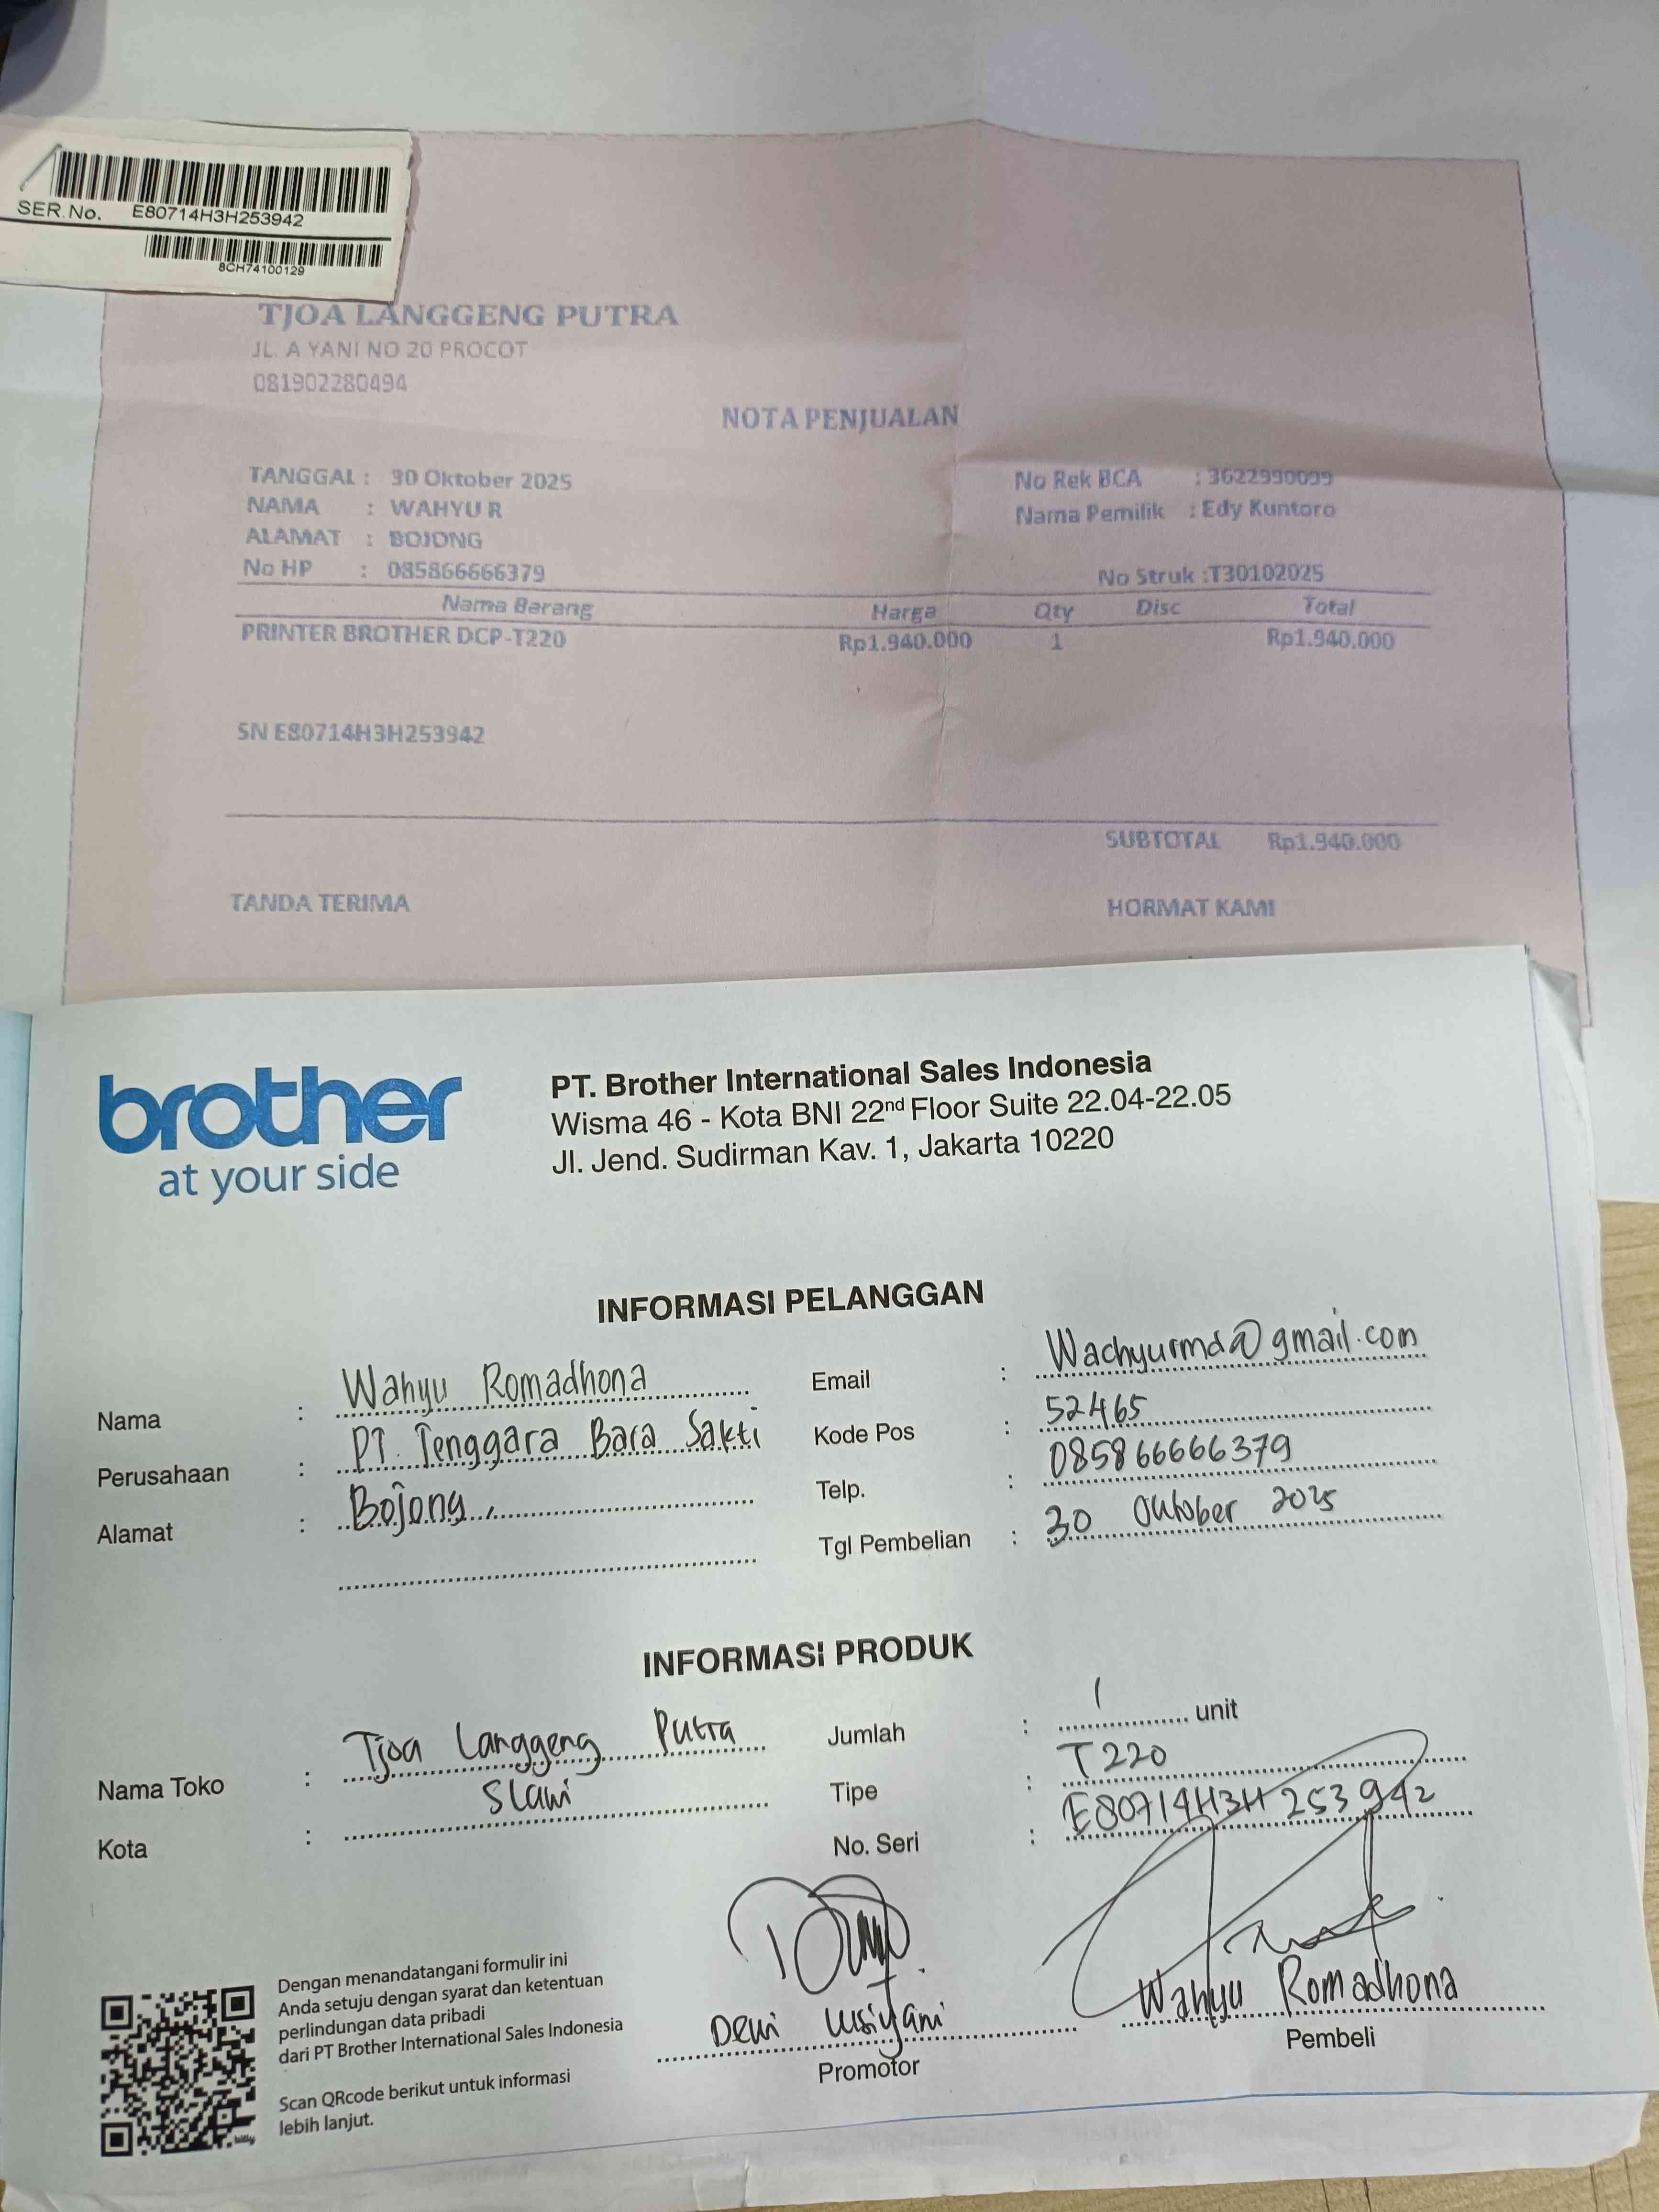 SER.No. E80714H3H253942
8CH74100129
TJOA LANGGENG PUTRA
JL. A YANI NO 20 PROCOT
081902280494
NOTA PENJUALAN
TANGGAL : 30 Oktober 2025
No Rek BCA : 3622990099
NAMA : WAHYU R
Nama Pemilik : Edy Kuntoro
ALAMAT : BOJONG
No HP : 085866666379
No Struk :T30102025
Nama Barang Harga Qty Disc Total
PRINTER BROTHER DCP-T220 Rp1.940.000 1 Rp1.940.000
SN E80714H3H253942
SUBTOTAL Rp1.940.000
TANDA TERIMA HORMAT KAMI
brother
at your side
PT. Brother International Sales Indonesia
Wisma 46 - Kota BNI 22nd Floor Suite 22.04-22.05
Jl. Jend. Sudirman Kav. 1, Jakarta 10220
INFORMASI PELANGGAN
Nama : Wahyu Romadhona
Email : Wachyurmd@gmail.com
Perusahaan : PT. Tenggara Bara Sakti
Kode Pos : 52465
Alamat : Bojong
Telp. : 085866666379
Tgl Pembelian : 30 Oktober 2025
INFORMASI PRODUK
Nama Toko : Tjoa Langgeng Putra
Jumlah : 1 unit
Kota : Slawi
Tipe : T220
No. Seri : E80714H3H253942
Dengan menandatangani formulir ini
Anda setuju dengan syarat dan ketentuan
perlindungan data pribadi
dari PT Brother International Sales Indonesia
Scan QRcode berikut untuk informasi
lebih lanjut.
Dewi Lusiyani
Promotor
Wahyu Romadhona
Pembeli